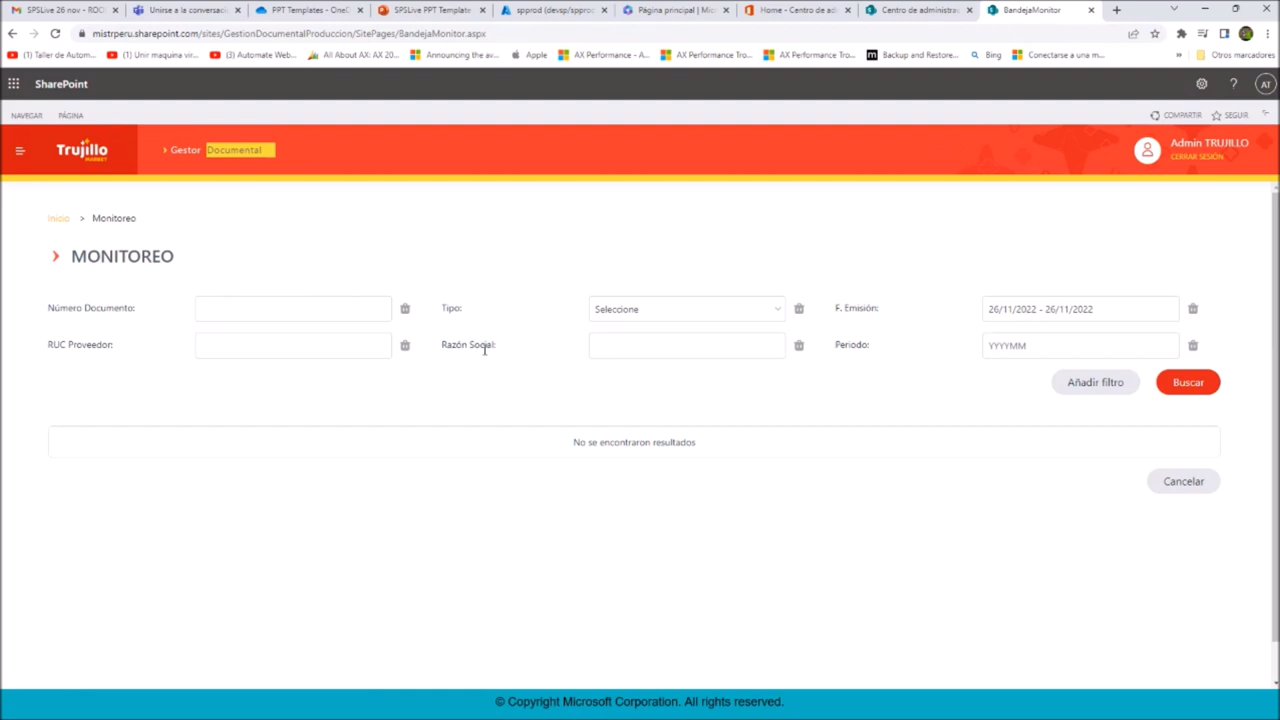 SPSLive 26 nov - ROO
Unirse a la conversaci
PPT Templates - OneD
SPSLive PPT Template
spprod (devsp/sppro
Página principal | Micr
Home - Centro de ad
Centro de administrac
BandejaMonitor
mistrperu.sharepoint.com/sites/GestionDocumentalProduccion/SitePages/BandejaMonitor.aspx
(1) Taller de Autom...
(1) Unir maquina vir...
(3) Automate Web...
All About AX: AX 20...
Announcing the av...
Apple
AX Performance - A...
AX Performance Tro...
AX Performance Tro...
Backup and Restore...
Bing
Conectarse a una m...
»
Otros marcadores
SharePoint
?
AT
NAVEGAR
PÁGINA
COMPARTIR
SEGUIR
Trujillo
MARKET
Gestor Documental
Admin TRUJILLO
CERRAR SESIÓN
Inicio > Monitoreo
MONITOREO
Número Documento:
Tipo:
Seleccione
F. Emisión:
26/11/2022 - 26/11/2022
RUC Proveedor:
Razón Social:
Periodo:
YYYYMM
Añadir filtro
Buscar
No se encontraron resultados
Cancelar
© Copyright Microsoft Corporation. All rights reserved.